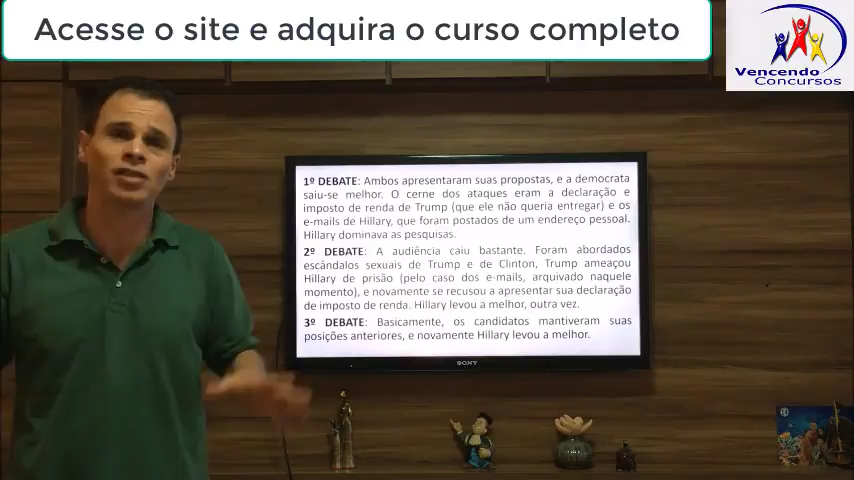 Acesse o site e adquira o curso completo
Vencendo
Concursos
1º DEBATE: Ambos apresentaram suas propostas, e a democrata
saiu-se melhor. O cerne dos ataques eram a declaração e
imposto de renda de Trump (que ele não queria entregar) e os
e-mails de Hillary, que foram postados de um endereço pessoal.
Hillary dominava as pesquisas.
2º DEBATE: A audiência caiu bastante. Foram abordados
escândalos sexuais de Trump e de Clinton, Trump ameaçou
Hillary de prisão (pelo caso dos e-mails, arquivado naquele
momento), e novamente se recusou a apresentar sua declaração
de imposto de renda. Hillary levou a melhor, outra vez.
3º DEBATE: Basicamente, os candidatos mantiveram suas
posições anteriores, e novamente Hillary levou a melhor.
SONY